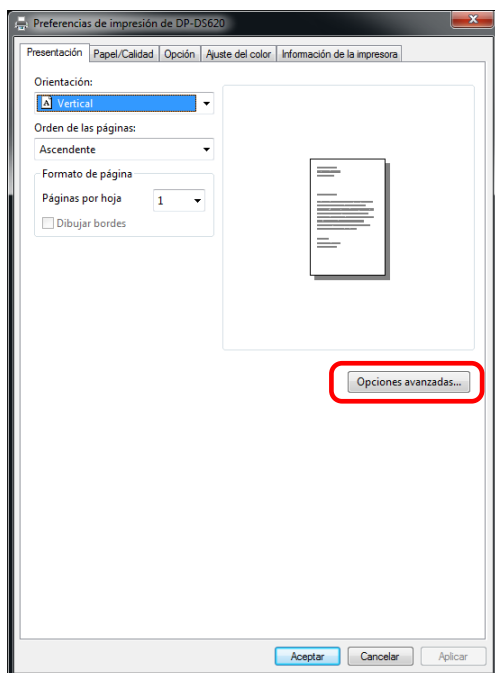 Preferencias de impresión de DP-DS620
Presentación Papel/Calidad Opción Ajuste del color Información de la impresora
Orientación:
A Vertical
Orden de las páginas:
Ascendente
Formato de página
Páginas por hoja 1
Dibujar bordes
Opciones avanzadas...
Aceptar Cancelar Aplicar